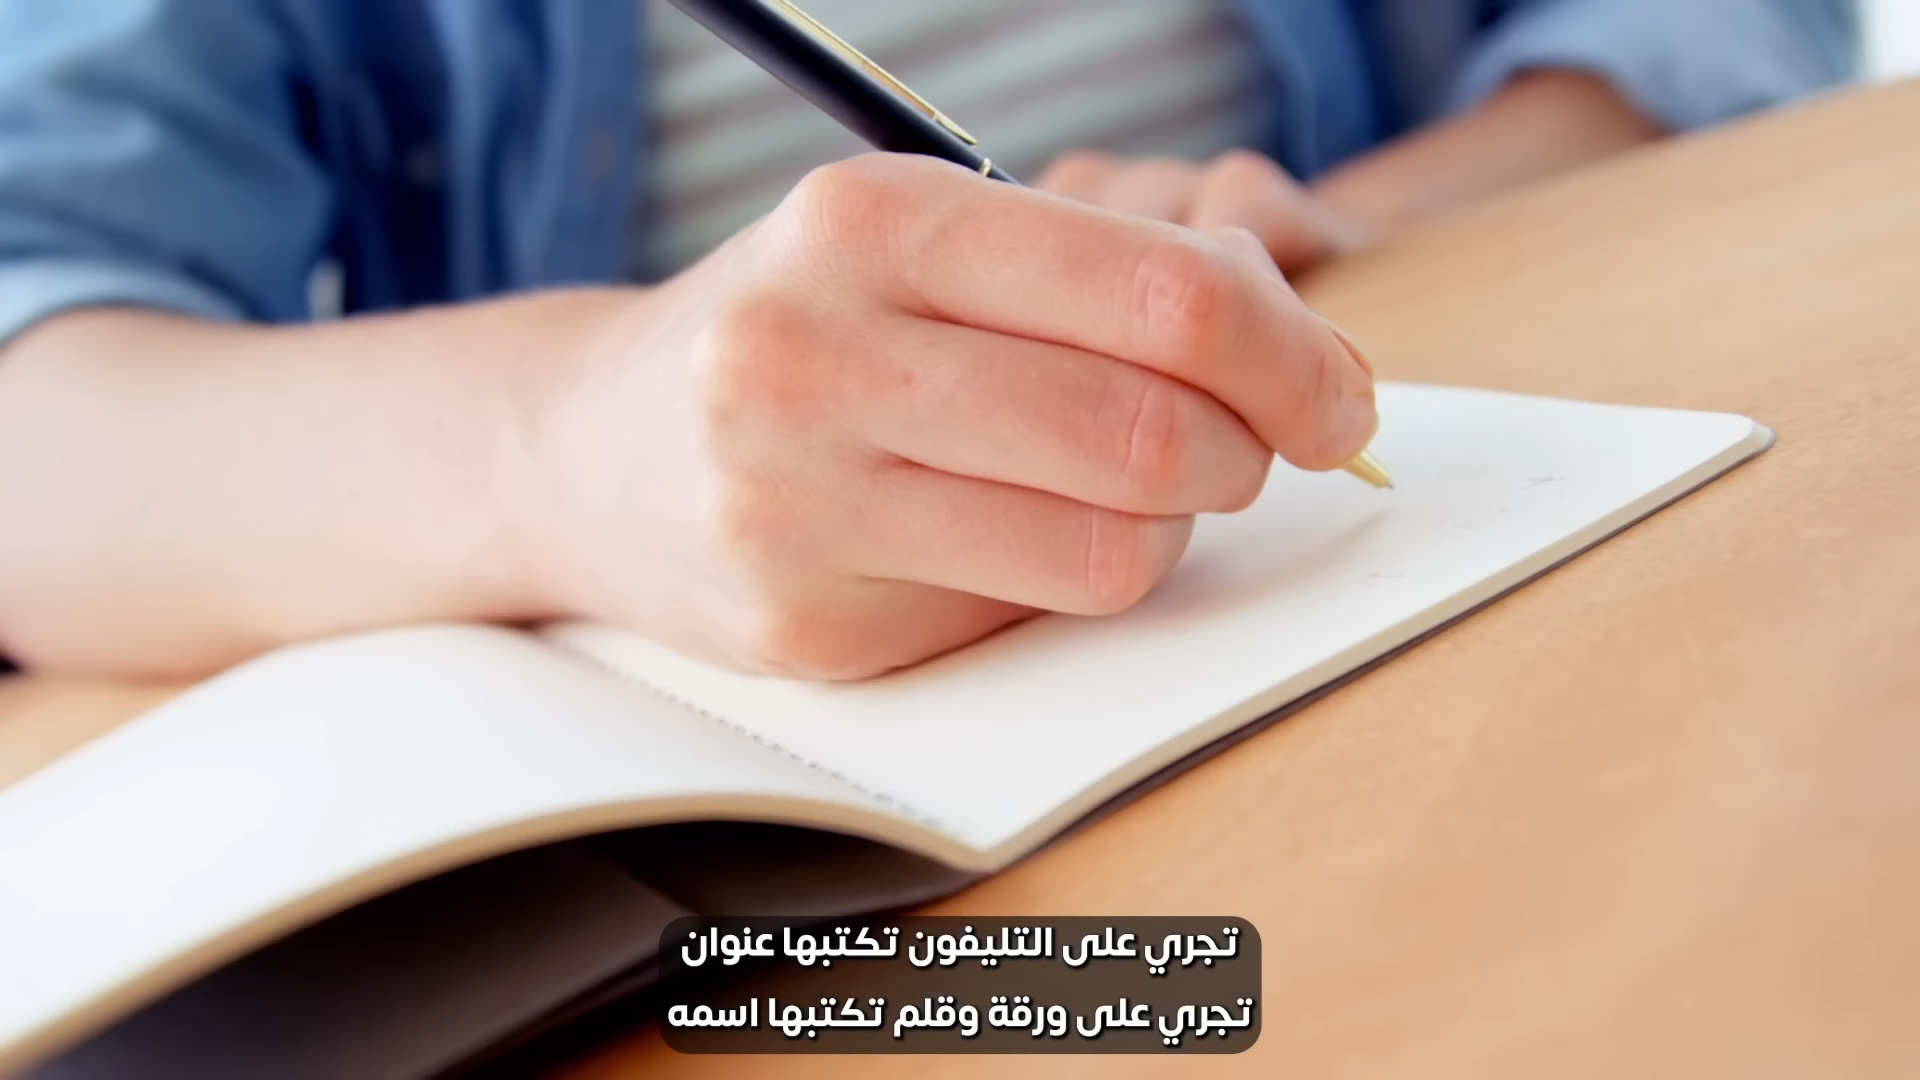 تجري على التليفون تكتبها عنوان
تجري على ورقة وقلم تكتبها اسمه